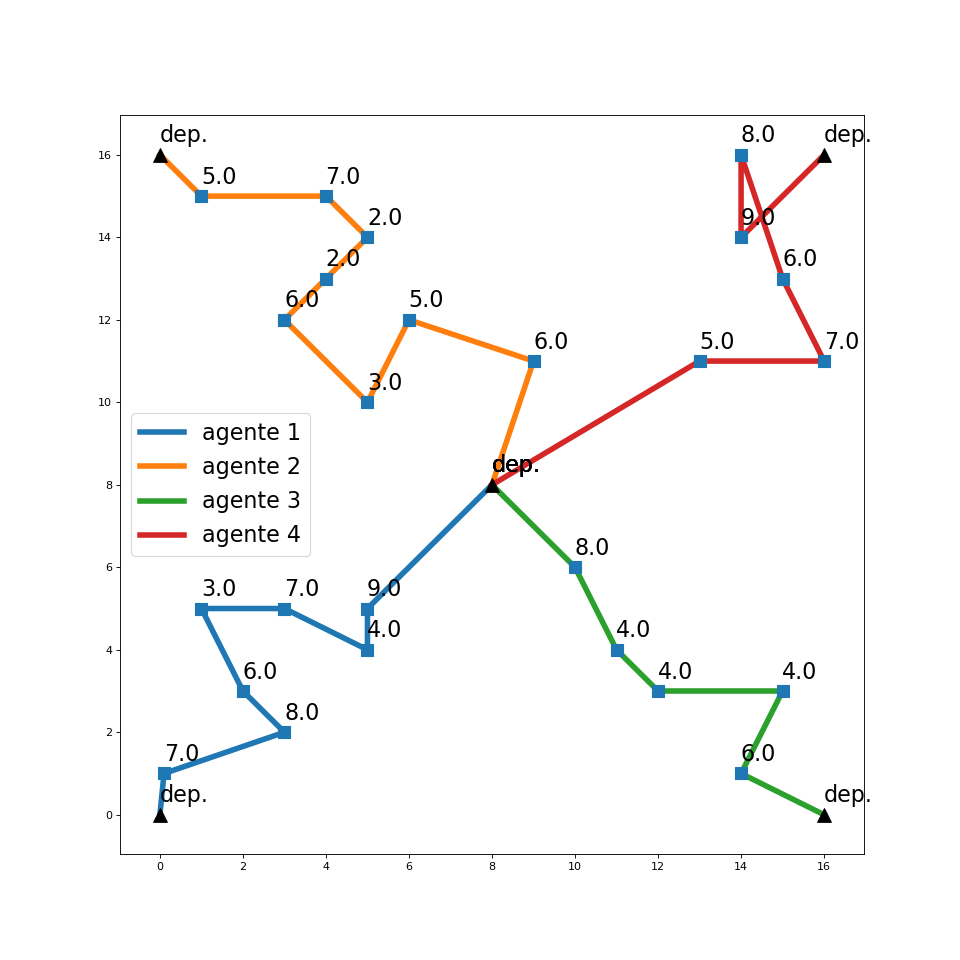 dep. 8.0 dep.
5.0 7.0
2.0 9.0
2.0 6.0
6.0 5.0
6.0 5.0 7.0
3.0
agente 1
agente 2
agente 3
agente 4
dep.
dep.
8.0
3.0 7.0 9.0
4.0 4.0
6.0 4.0 4.0
8.0
7.0 6.0
dep. dep.
16
14
12
10
8
6
4
2
0
0 2 4 6 8 10 12 14 16